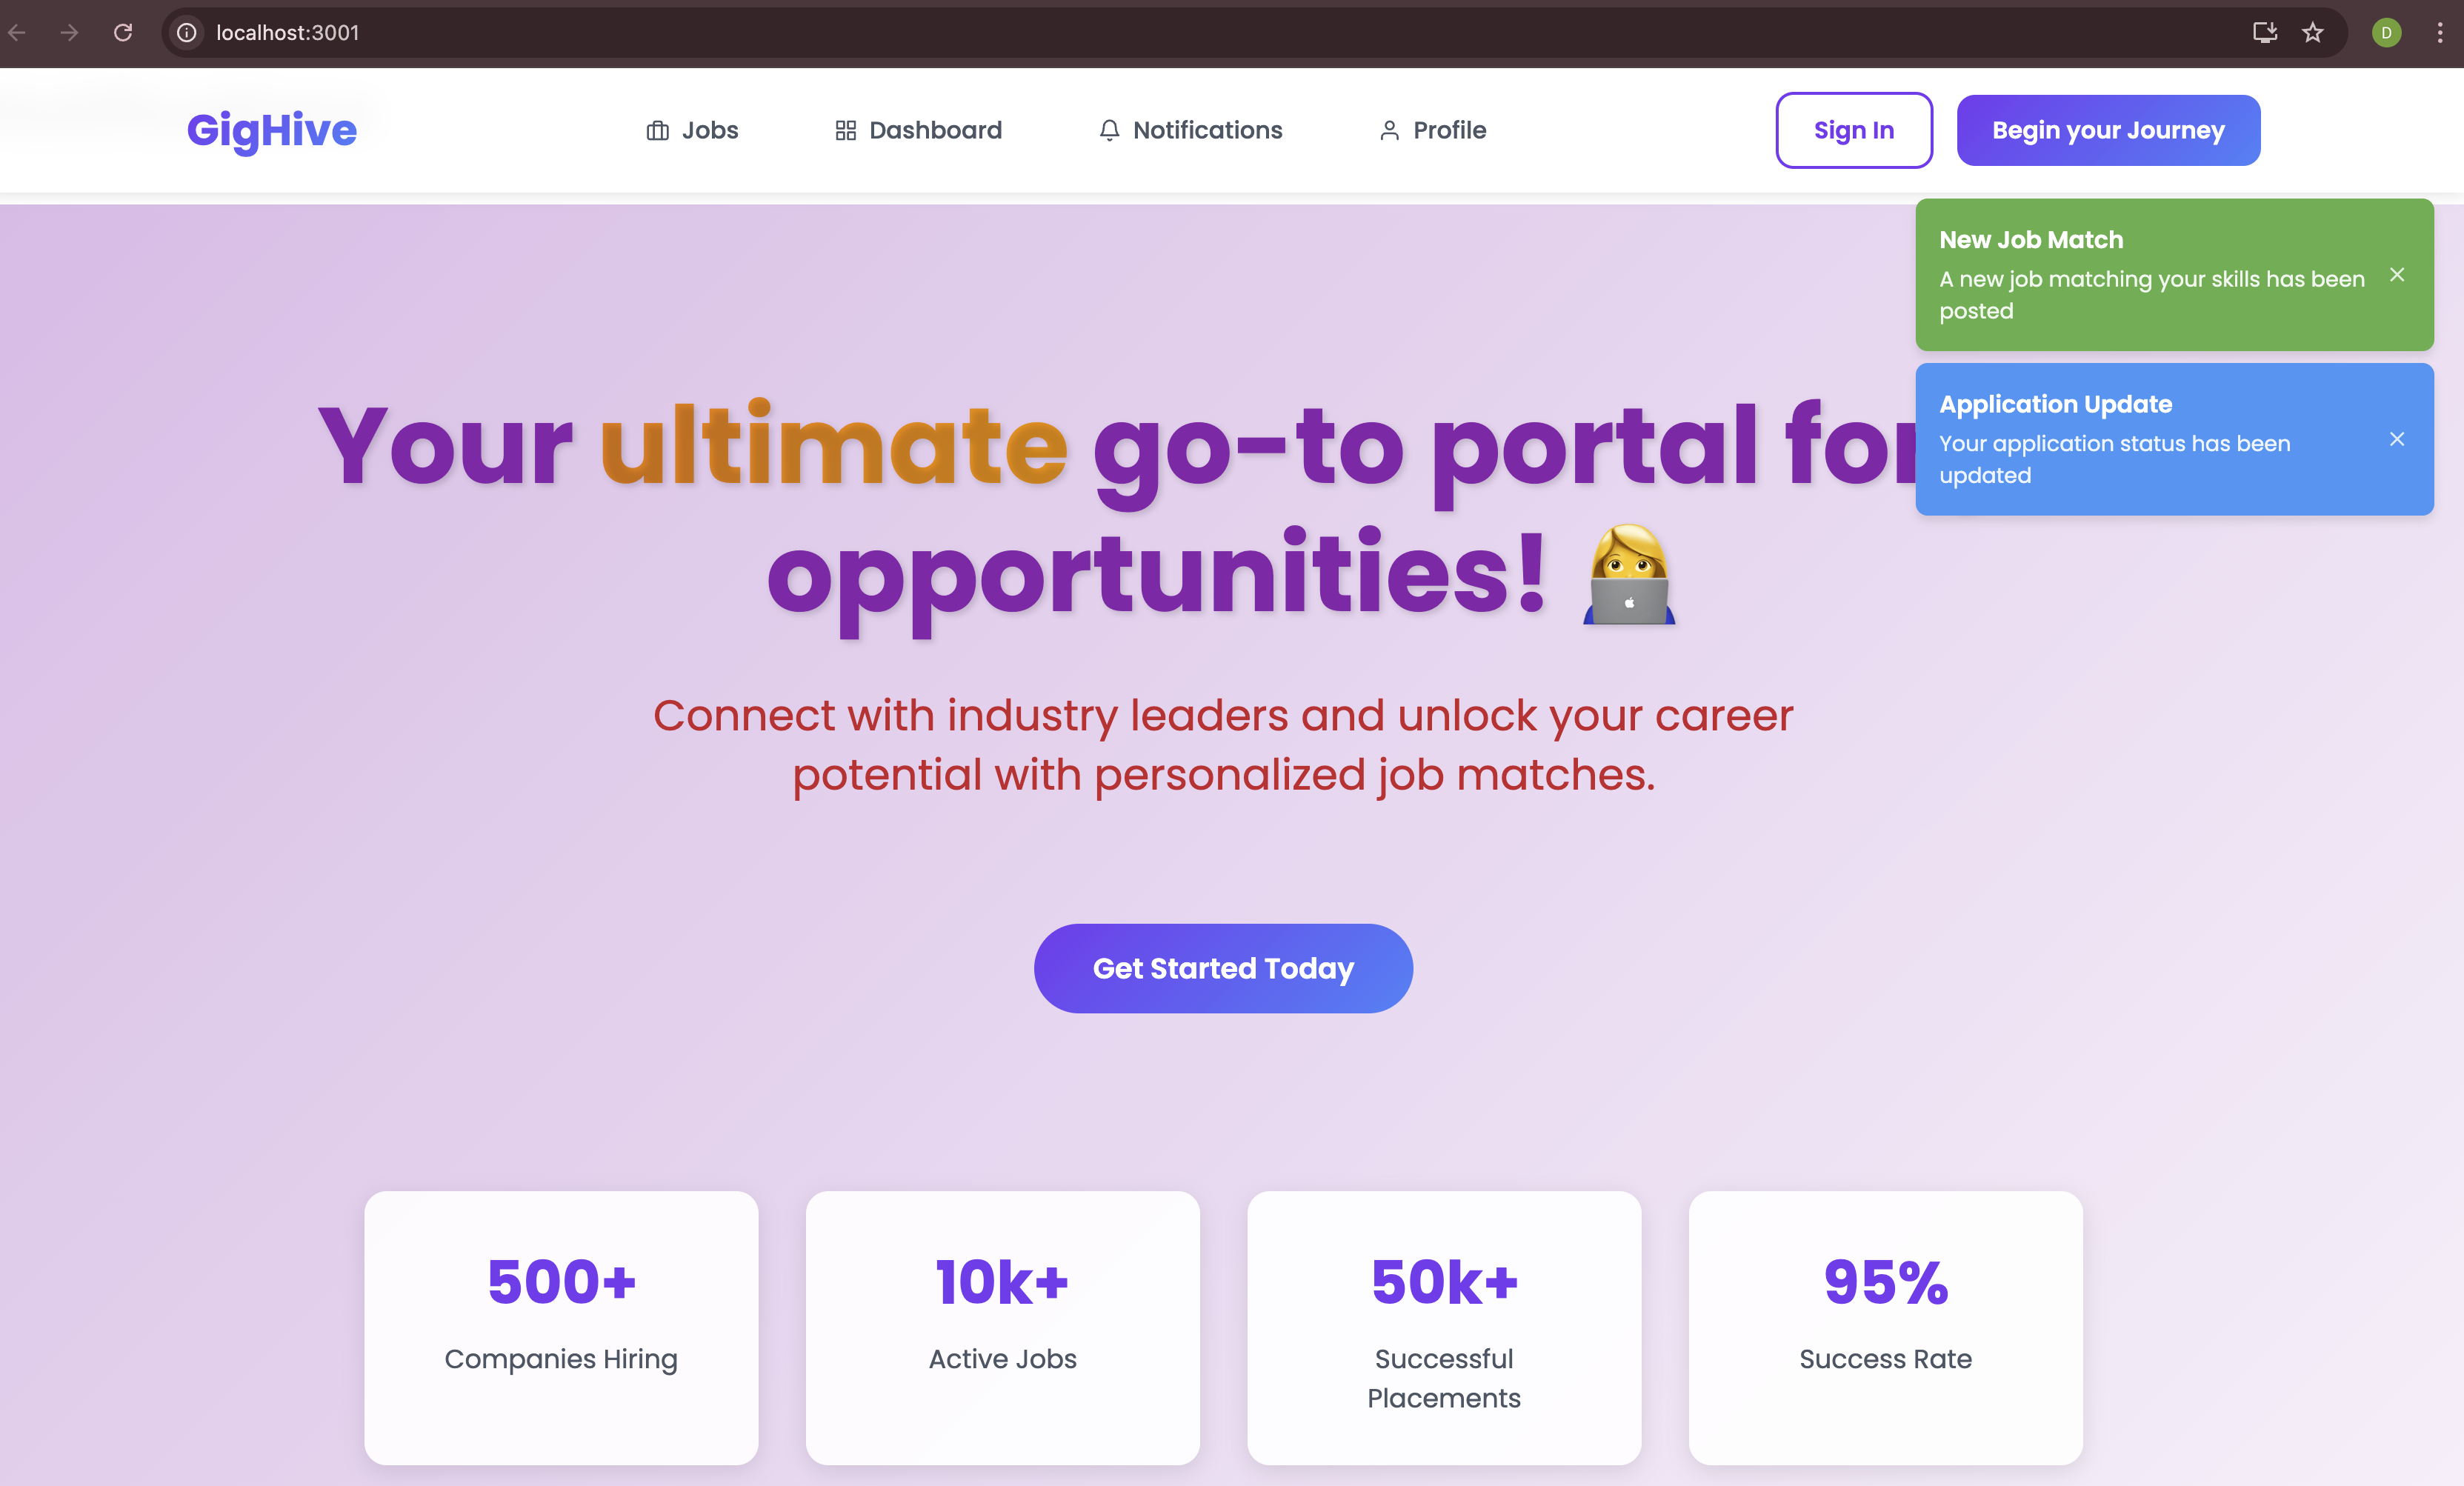 localhost:3001
D
GigHive
Jobs
Dashboard
Notifications
Profile
Sign In
Begin your Journey
New Job Match
A new job matching your skills has been
posted
Application Update
Your application status has been
updated
Your ultimate go-to portal for
opportunities! 👩‍💻
Connect with industry leaders and unlock your career
potential with personalized job matches.
Get Started Today
500+
Companies Hiring
10k+
Active Jobs
50k+
Successful
Placements
95%
Success Rate